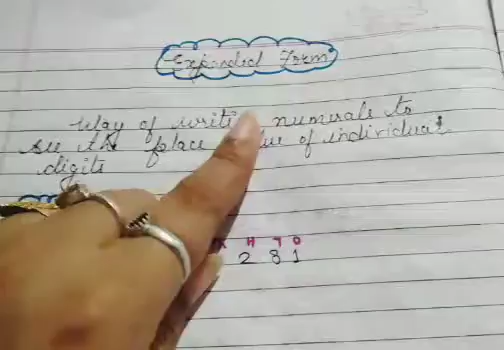 Expanded Form
Way of writing numerals to
see the place of individual
digits
H T O
2 8 1